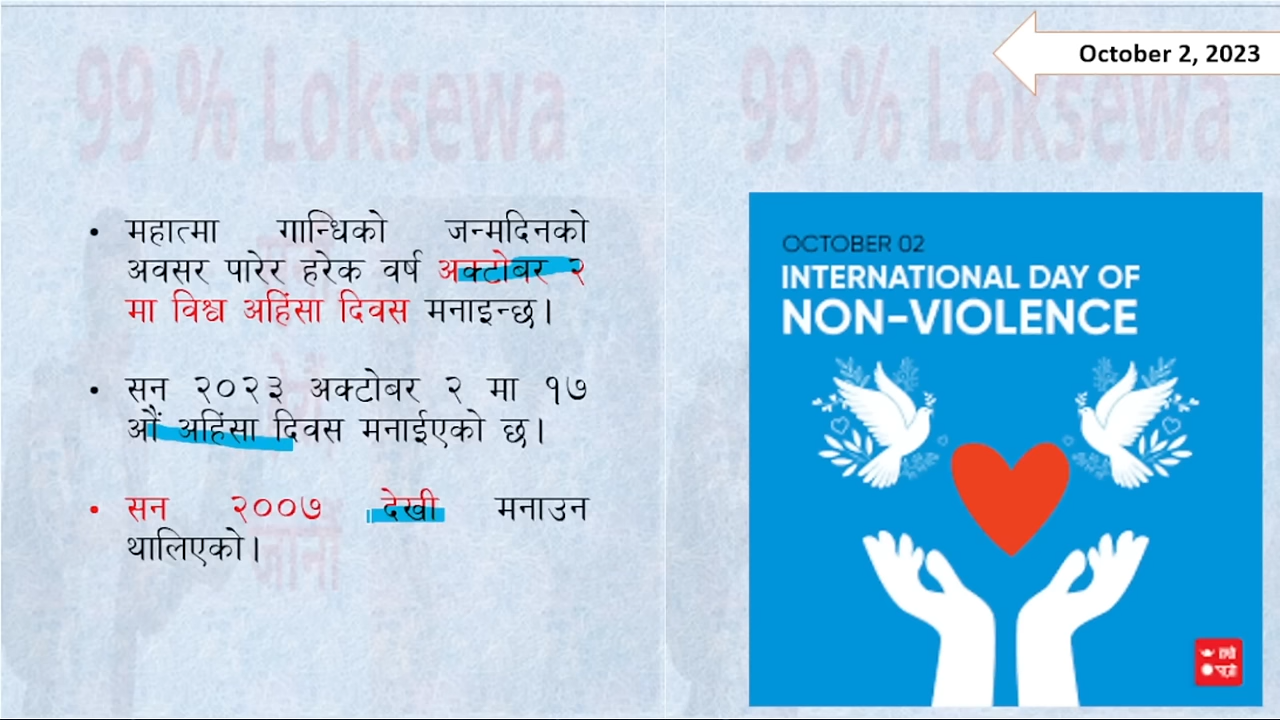 99 % Loksewa
99 % Loksewa
October 2, 2023
• महात्मा गान्धिको जन्मदिनको
अवसर पारेर हरेक वर्ष अक्टोबर २
मा विश्व अहिंसा दिवस मनाइन्छ।
• सन २०२३ अक्टोबर २ मा १७
औं अहिंसा दिवस मनाईएको छ।
• सन २००७ देखी मनाउन
थालिएको।
OCTOBER 02
INTERNATIONAL DAY OF
NON-VIOLENCE